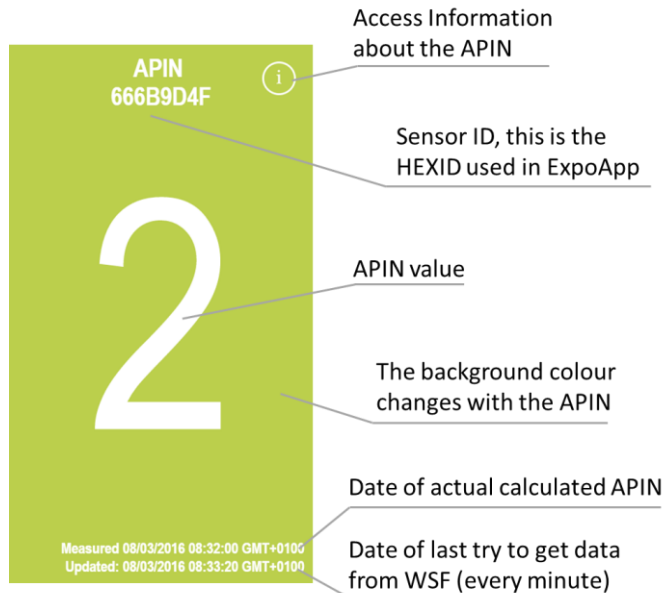 Access Information
about the APIN
APIN
666B9D4F
i
Sensor ID, this is the
HEXID used in ExpoApp
2
APIN value
The background colour
changes with the APIN
Date of actual calculated APIN
Measured 08/03/2016 08:32:00 GMT+0100
Updated: 08/03/2016 08:33:20 GMT+0100
Date of last try to get data
from WSF (every minute)